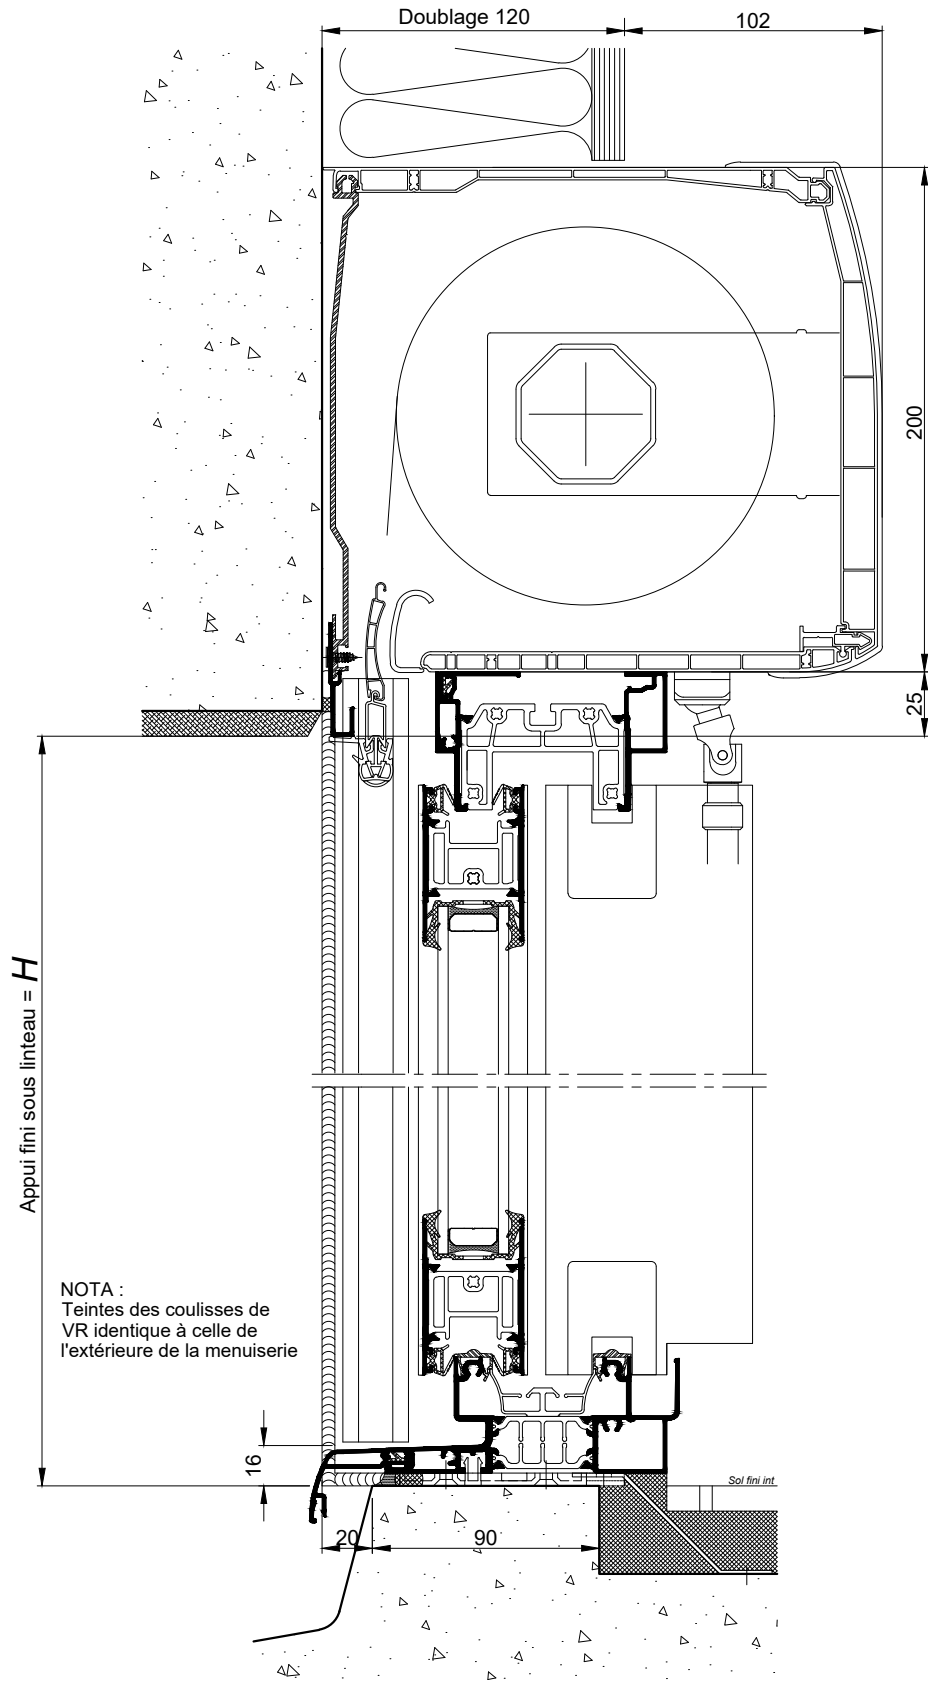 Doublage 120
102
200
25
Appui fini sous linteau = H
NOTA :
Teintes des coulisses de
VR identique à celle de
l'extérieure de la menuiserie
16
Sol fini int
20
90